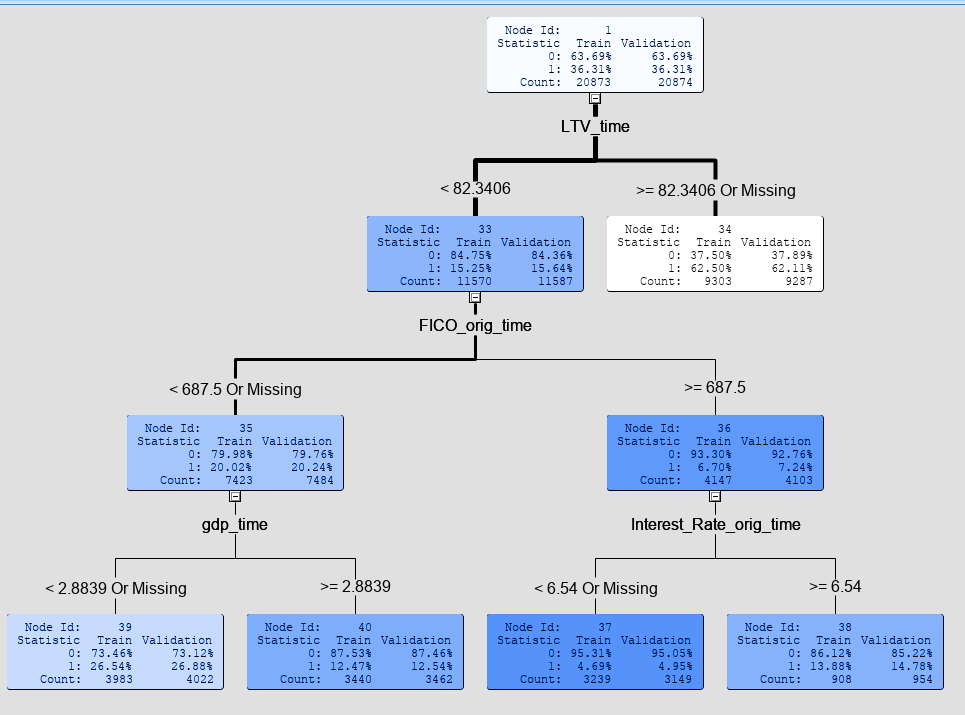 Node Id: 1
Statistic Train Validation
0: 63.69% 63.69%
1: 36.31% 36.31%
Count: 20873 20874
LTV_time
< 82.3406
>= 82.3406 Or Missing
Node Id: 33
Statistic Train Validation
0: 84.75% 84.36%
1: 15.25% 15.64%
Count: 11570 11587
Node Id: 34
Statistic Train Validation
0: 37.50% 37.89%
1: 62.50% 62.11%
Count: 9303 9287
FICO_orig_time
< 687.5 Or Missing
>= 687.5
Node Id: 35
Statistic Train Validation
0: 79.98% 79.76%
1: 20.02% 20.24%
Count: 7423 7484
Node Id: 36
Statistic Train Validation
0: 93.30% 92.76%
1: 6.70% 7.24%
Count: 4147 4103
gdp_time
Interest_Rate_orig_time
< 2.8839 Or Missing
>= 2.8839
< 6.54 Or Missing
>= 6.54
Node Id: 39
Statistic Train Validation
0: 73.46% 73.12%
1: 26.54% 26.88%
Count: 3983 4022
Node Id: 40
Statistic Train Validation
0: 87.53% 87.46%
1: 12.47% 12.54%
Count: 3440 3462
Node Id: 37
Statistic Train Validation
0: 95.31% 95.05%
1: 4.69% 4.95%
Count: 3239 3149
Node Id: 38
Statistic Train Validation
0: 86.12% 85.22%
1: 13.88% 14.78%
Count: 908 954